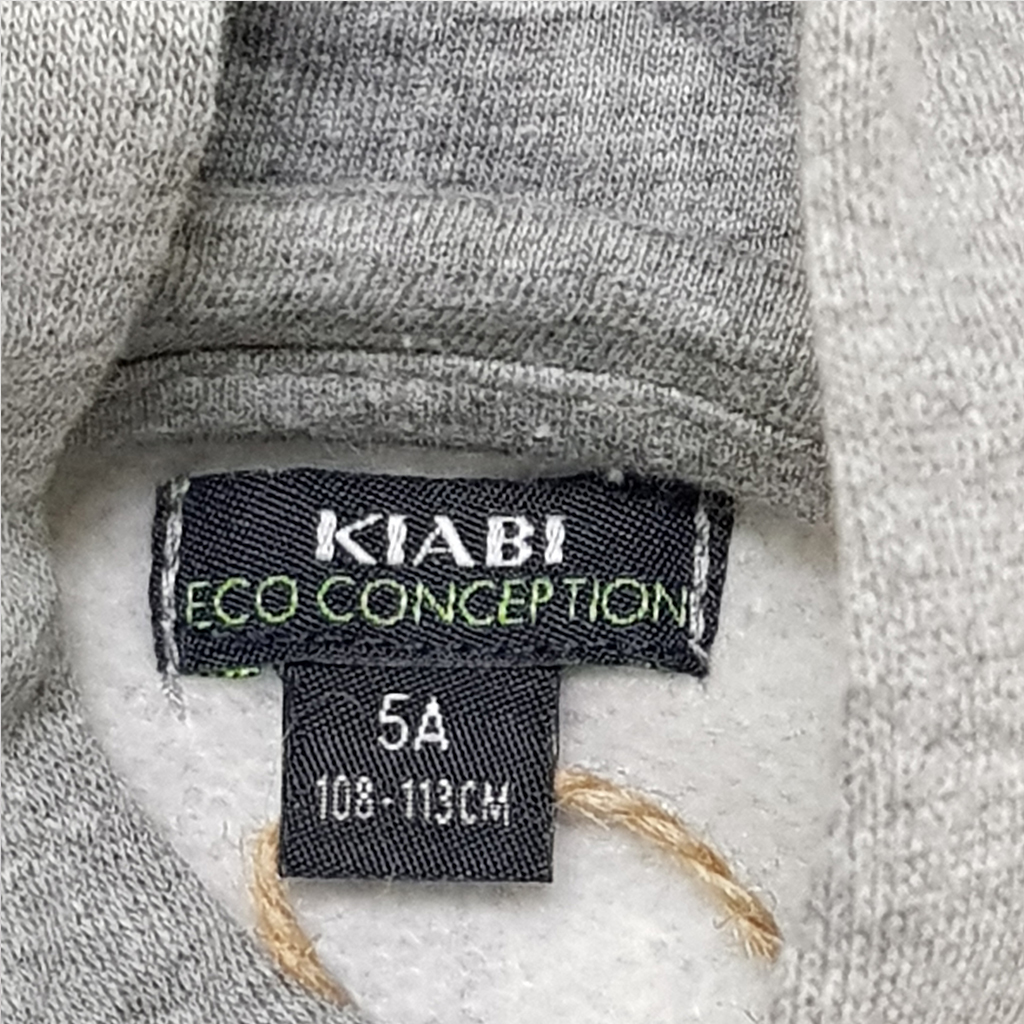 KIABI
ECO CONCEPTION
5A
108-113CM